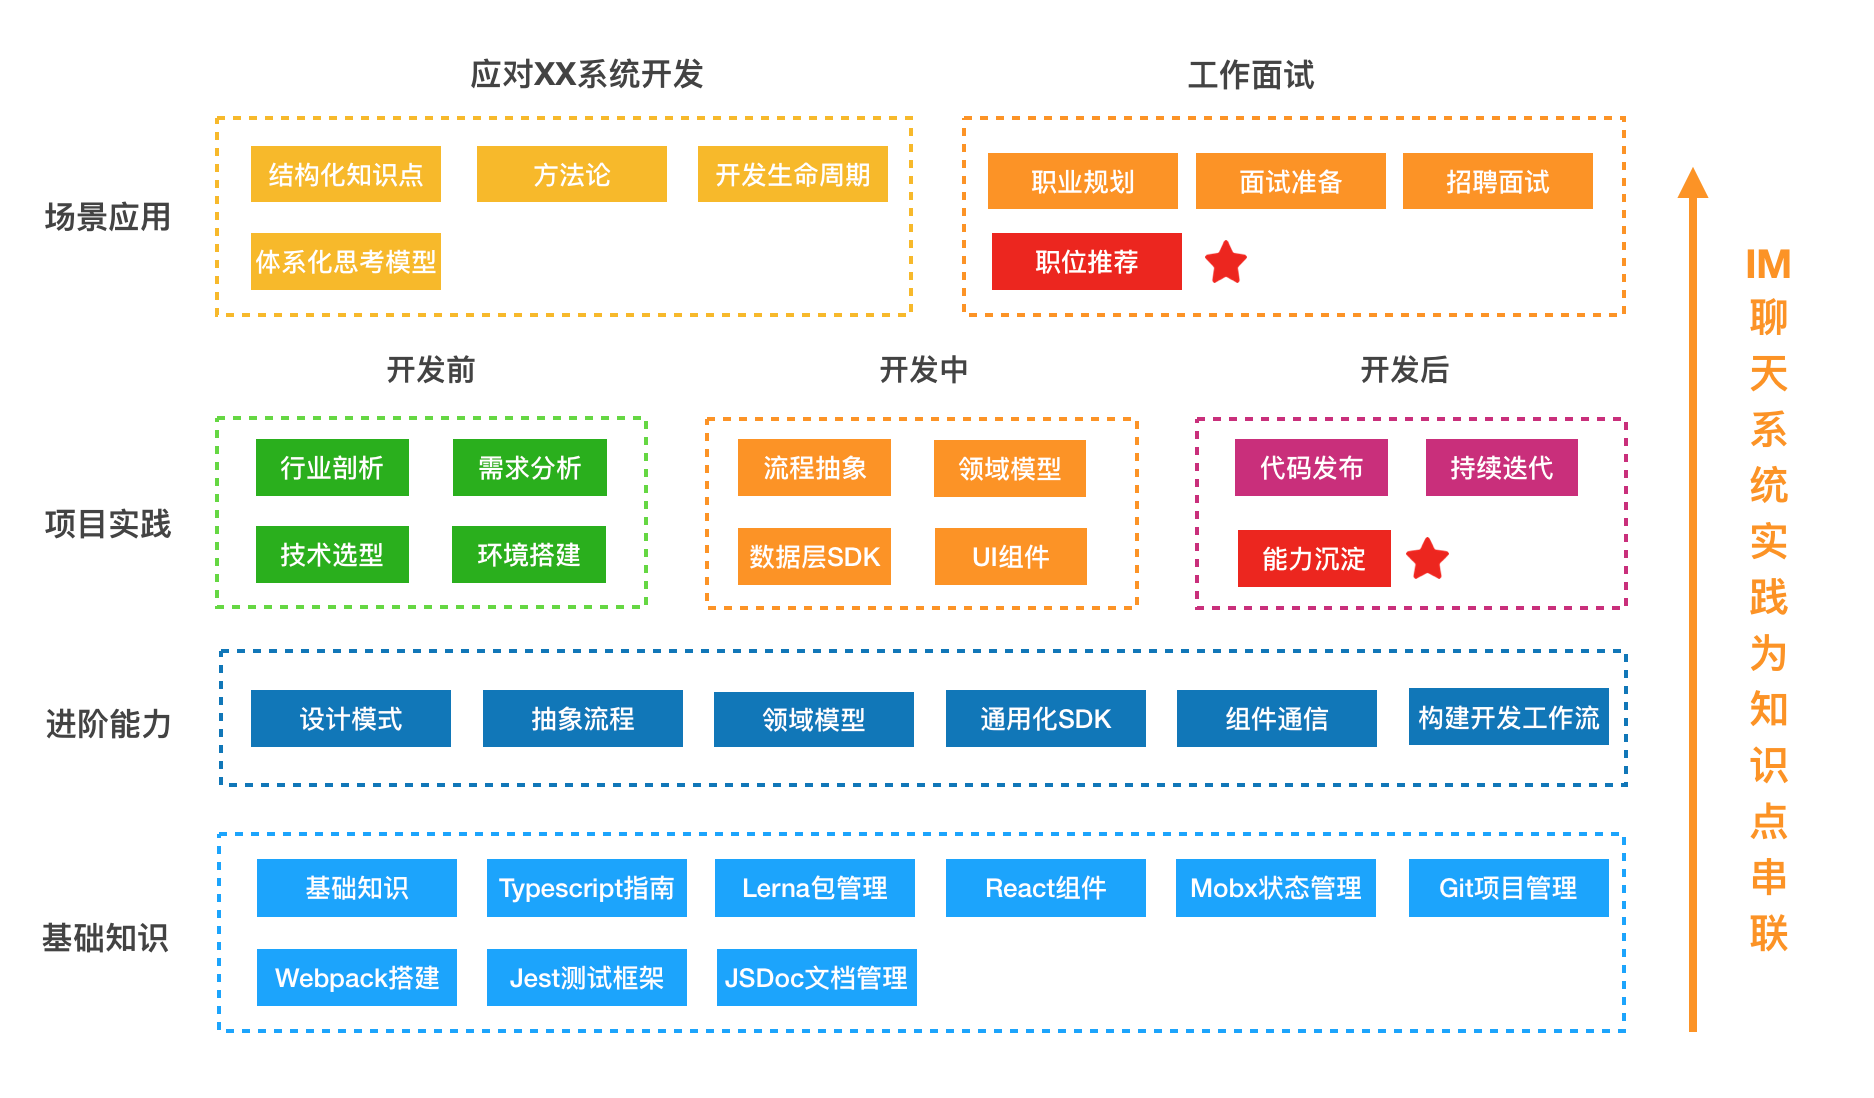 应对XX系统开发
工作面试
场景应用
结构化知识点
方法论
开发生命周期
体系化思考模型
职业规划
面试准备
招聘面试
职位推荐
开发前
开发中
开发后
项目实践
行业剖析
需求分析
技术选型
环境搭建
流程抽象
领域模型
数据层SDK
UI组件
代码发布
持续迭代
能力沉淀
进阶能力
设计模式
抽象流程
领域模型
通用化SDK
组件通信
构建开发工作流
基础知识
基础知识
Typescript指南
Lerna包管理
React组件
Mobx状态管理
Git项目管理
Webpack搭建
Jest测试框架
JSDoc文档管理
IM聊天系统实践为知识点串联